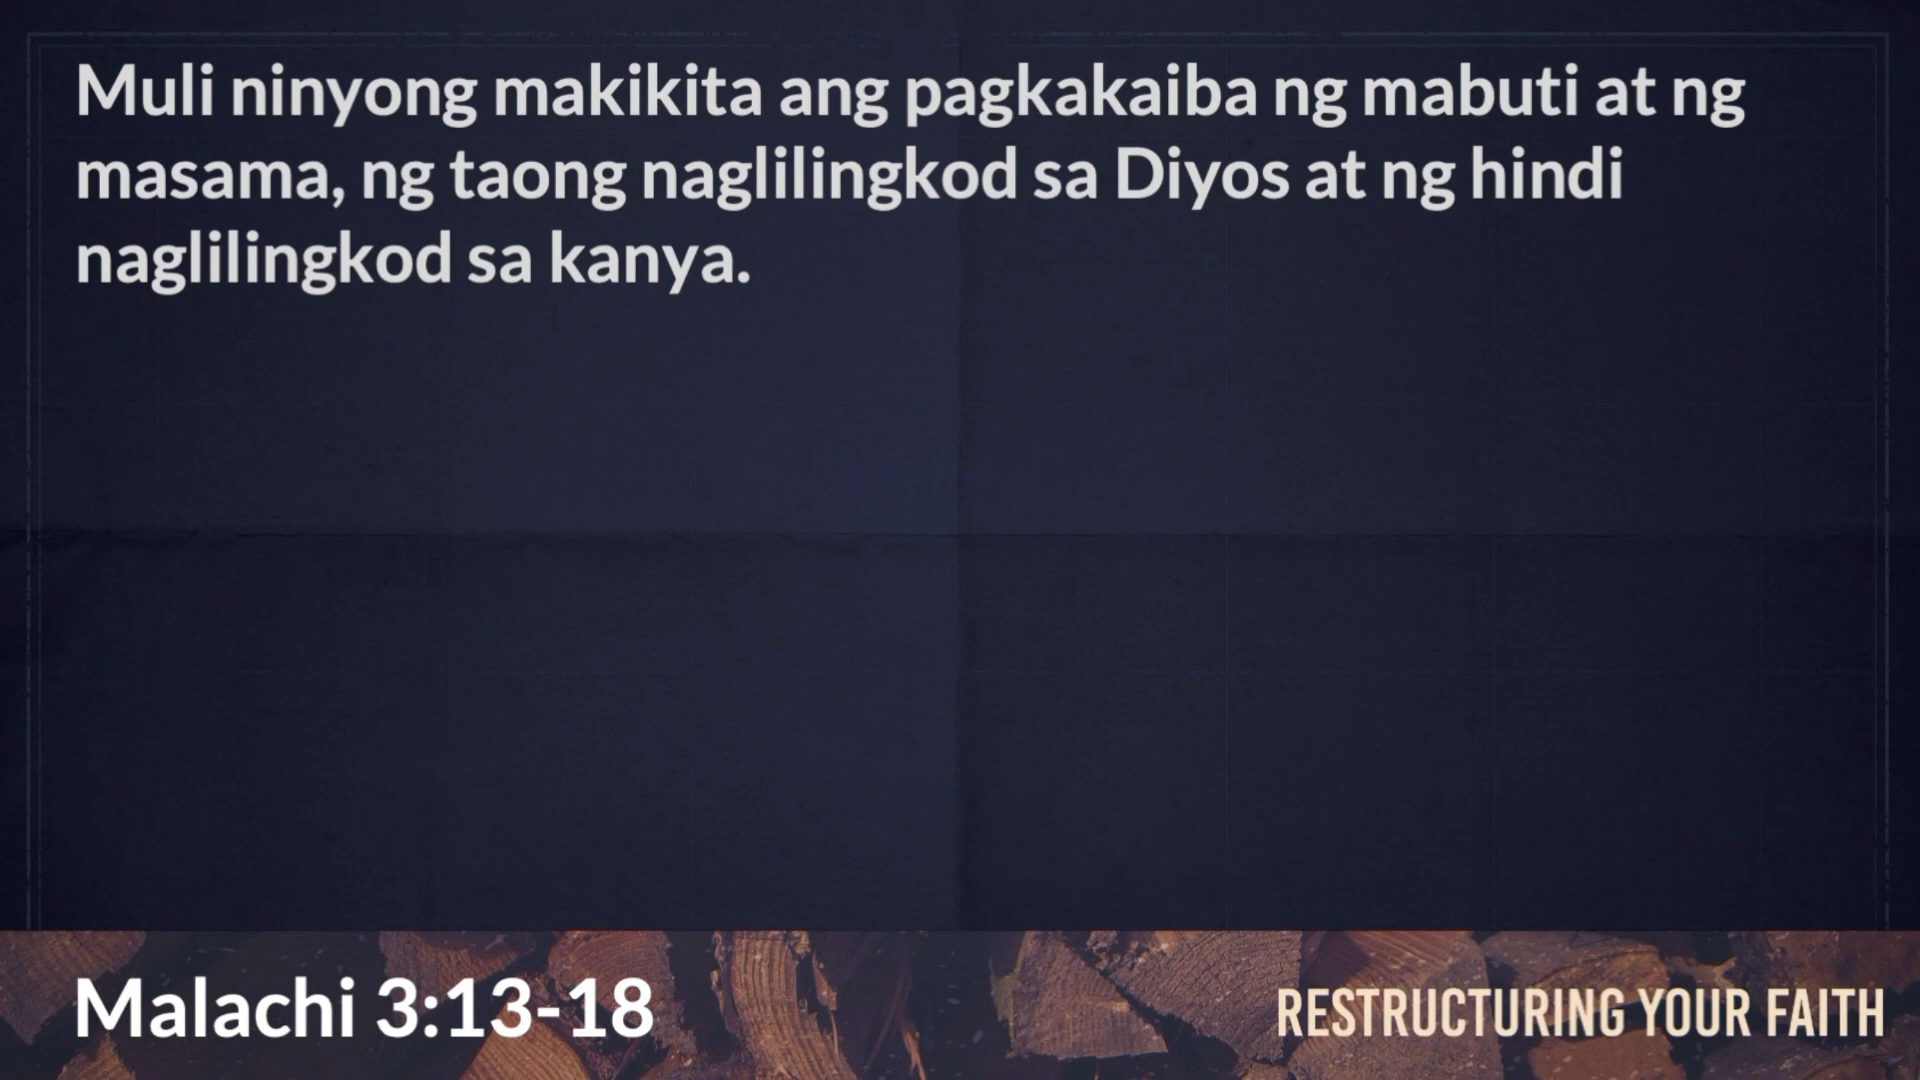 Muli ninyong makikita ang pagkakaiba ng mabuti at ng
masama, ng taong naglilingkod sa Diyos at ng hindi
naglilingkod sa kanya.
Malachi 3:13-18
RESTRUCTURING YOUR FAITH